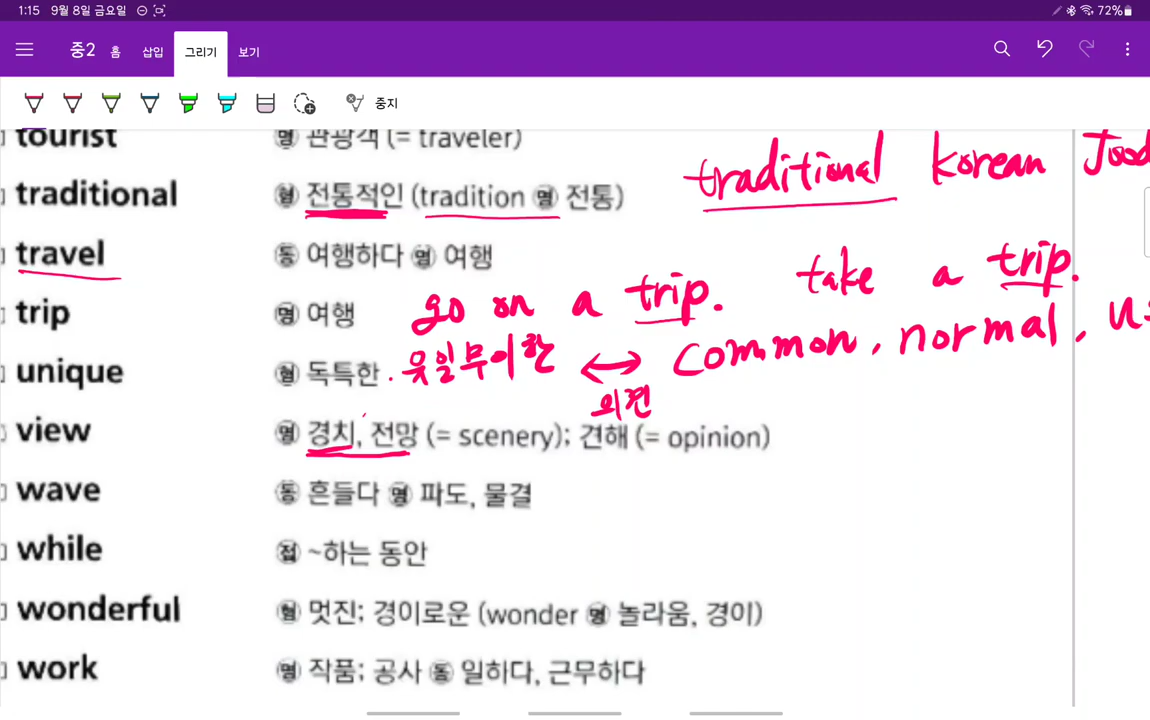 1:15 9월 8일 금요일 72%
중2 홈 삽입 그리기 보기
중지
tourist 명 관광객 (= traveler)
traditional Korean food
traditional 형 전통적인 (tradition 명 전통)
travel 동 여행하다 명 여행
go on a trip. take a trip.
trip 명 여행
unique 형 독특한. 유일무이한 ↔ common, normal,
외견
view 명 경치, 전망 (= scenery); 견해 (= opinion)
wave 동 흔들다 명 파도, 물결
while 접 ~하는 동안
wonderful 형 멋진; 경이로운 (wonder 명 놀라움, 경이)
work 명 작품; 공사 동 일하다, 근무하다